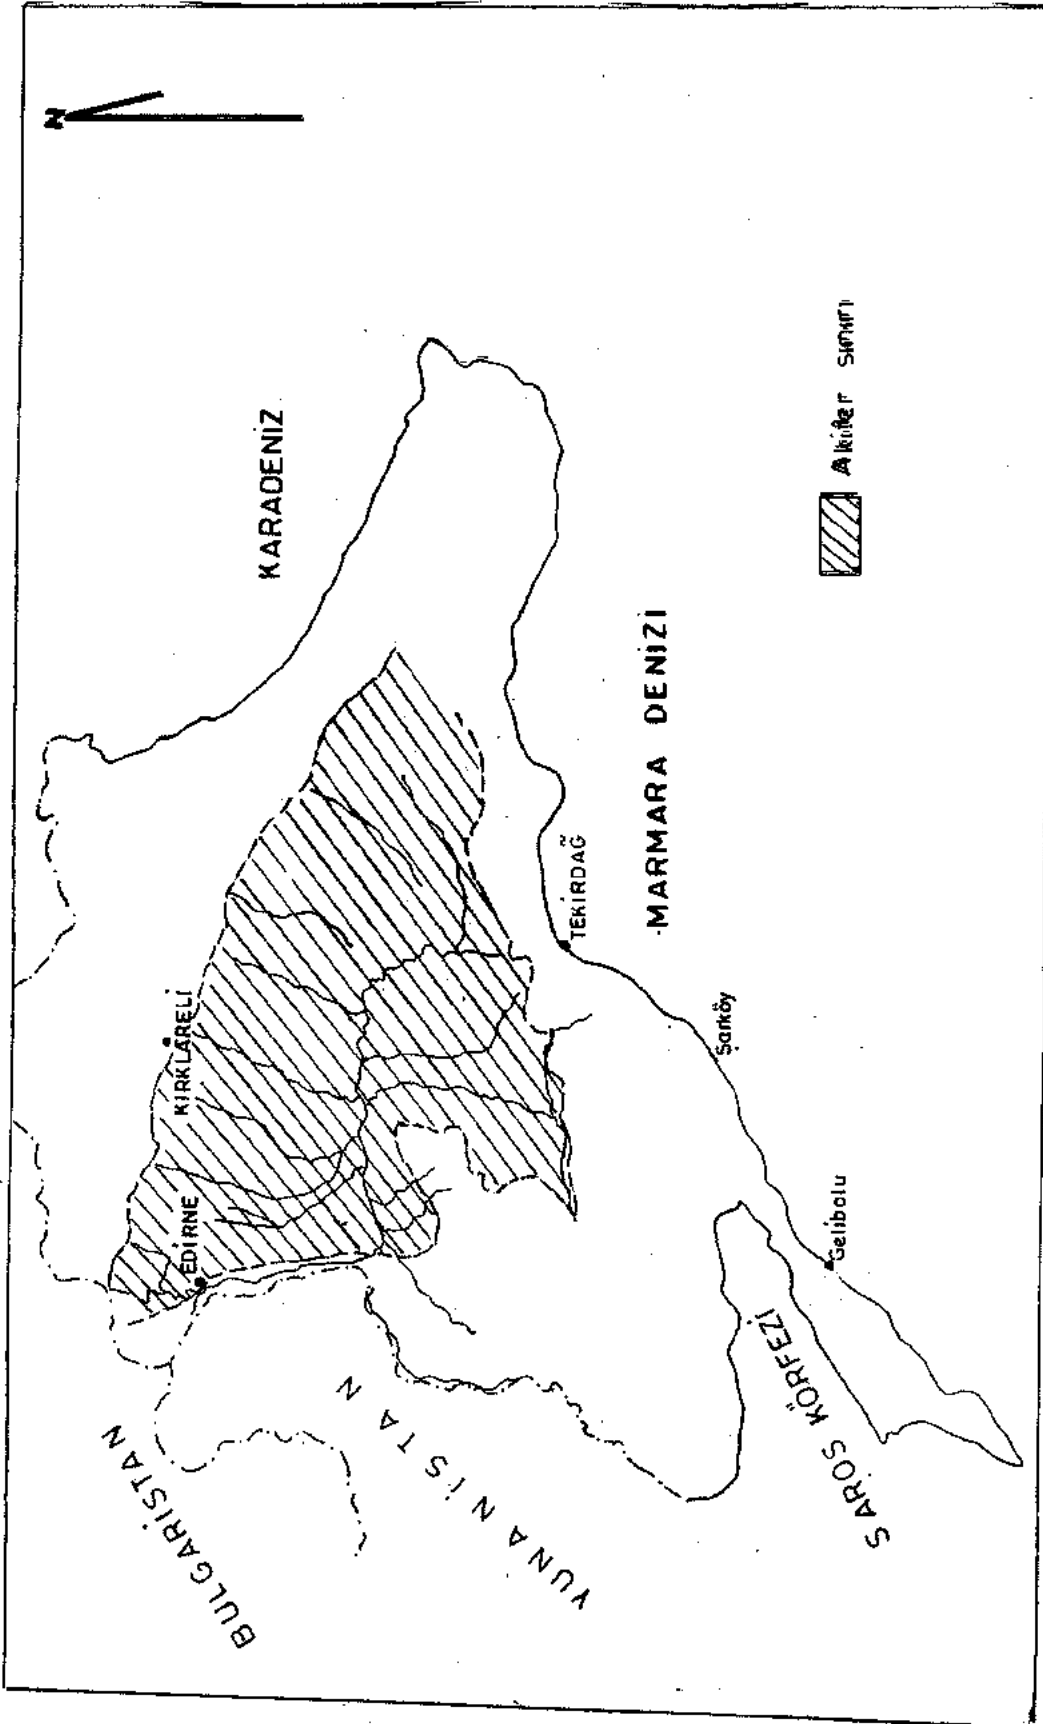 N
KARADENİZ
KIRKLARELİ
EDİRNE
BULGARİSTAN
YUNANİSTAN
MARMARA DENİZİ
TEKİRDAĞ
Şarköy
Gelibolu
SAROS KÖRFEZİ
Akifer sınırı